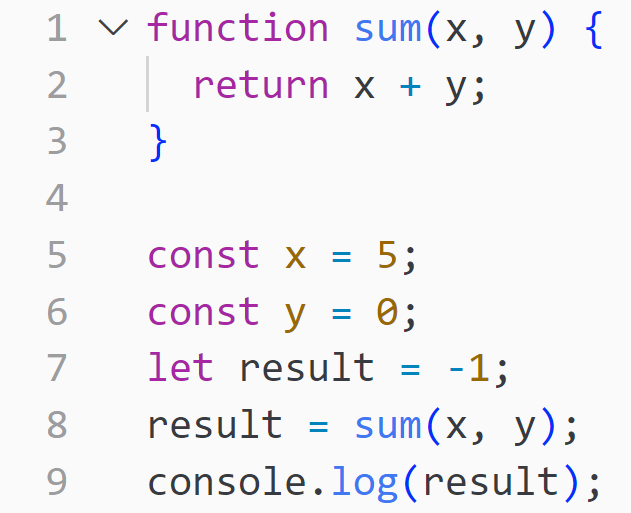 1 function sum(x, y) {
2   return x + y;
3 }
4
5 const x = 5;
6 const y = 0;
7 let result = -1;
8 result = sum(x, y);
9 console.log(result);